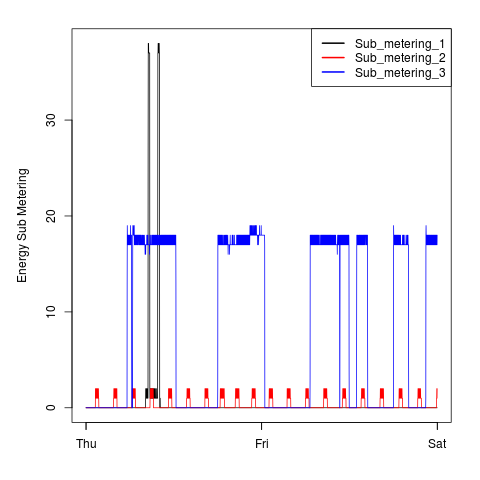 Sub_metering_1
Sub_metering_2
Sub_metering_3
Energy Sub Metering
30
20
10
0
Thu Fri Sat